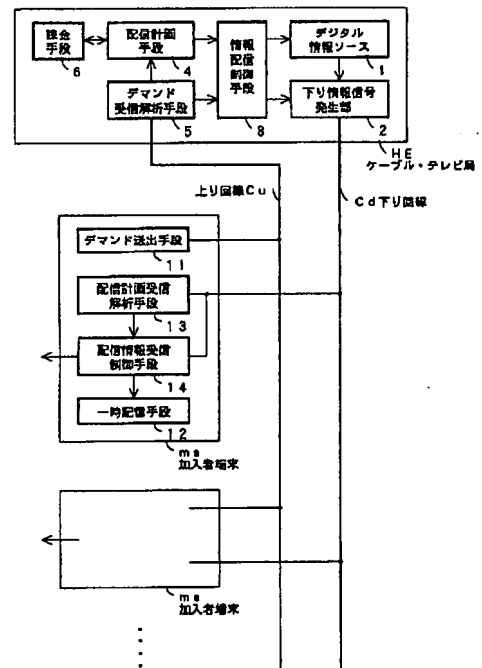 課金
手段
6
配信計画
手段
4
情報
配信
制御
手段
8
デジタル
情報ソース
1
デマンド
受信解析手段
5
下り情報信号
発生部
2
HE
ケーブル・テレビ局
上り回線Cu
Cd下り回線
デマンド送出手段
11
配信計画受信
解析手段
13
配信情報受信
制御手段
14
一時配信手段
12
ms
加入者端末
ms
加入者端末